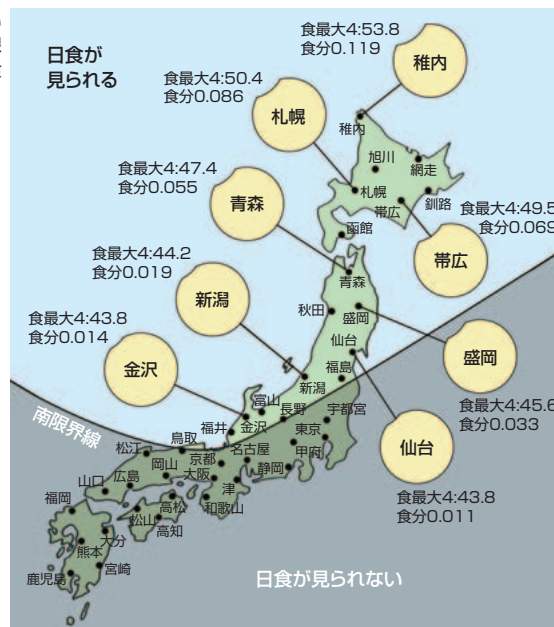 日食が
見られる
食最大4:53.8
食分0.119
稚内
食最大4:50.4
食分0.086
札幌
稚内
旭川
網走
札幌
帯広
釧路
函館
食最大4:47.4
食分0.055
青森
食最大4:49.5
食分0.069
帯広
食最大4:44.2
食分0.019
新潟
青森
秋田
盛岡
仙台
食最大4:43.8
食分0.014
金沢
盛岡
食最大4:45.6
食分0.033
新潟
福島
富山
金沢
長野
宇都宮
福井
東京
仙台
食最大4:43.8
食分0.011
南限界線
鳥取
松江
京都
名古屋
甲府
岡山
静岡
大阪
津
山口
広島
和歌山
福岡
高松
松山
高知
大分
熊本
宮崎
鹿児島
日食が見られない